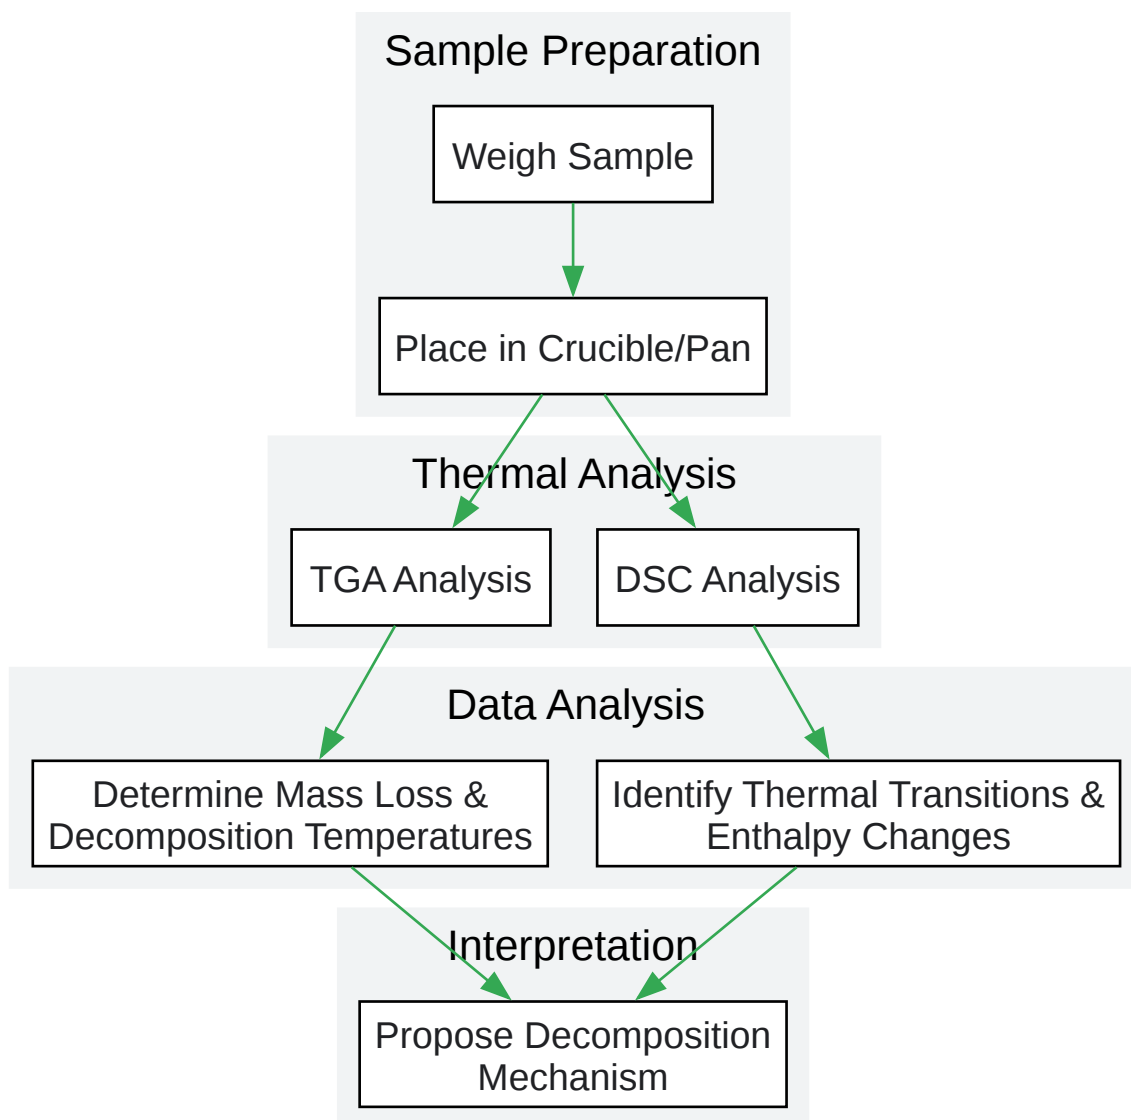 Sample Preparation
Weigh Sample
Place in Crucible/Pan
Thermal Analysis
TGA Analysis
DSC Analysis
Data Analysis
Determine Mass Loss &
Decomposition Temperatures
Identify Thermal Transitions &
Enthalpy Changes
Interpretation
Propose Decomposition
Mechanism